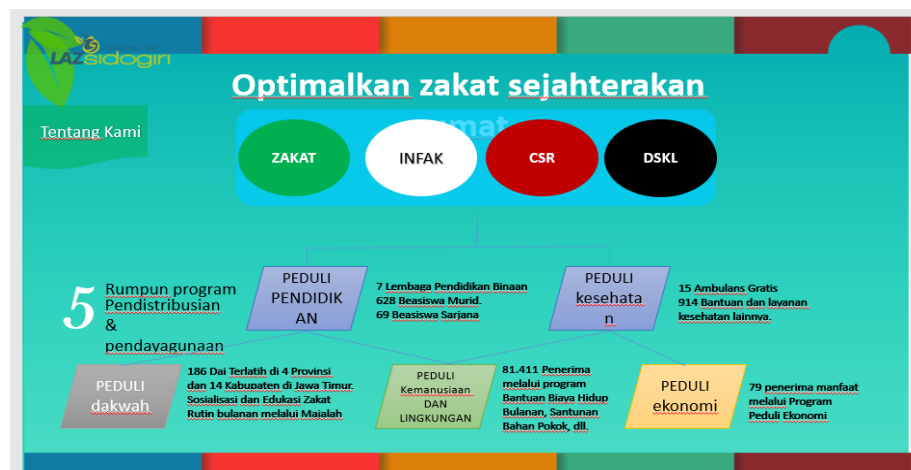 LAZ sidogiri
Optimalkan zakat sejahterakan
umat
Tentang Kami
ZAKAT
INFAK
CSR
DSKL
5
Rumpun program
Pendistribusian
&
pendayagunaan
PEDULI
PENDIDIK
AN
7 Lembaga Pendidikan Binaan
628 Beasiswa Murid.
69 Beasiswa Sarjana
PEDULI
kesehata
n
15 Ambulans Gratis
914 Bantuan dan layanan
kesehatan lainnya.
PEDULI
dakwah
186 Dai Terlatih di 4 Provinsi
dan 14 Kabupaten di Jawa Timur.
Sosialisasi dan Edukasi Zakat
Rutin bulanan melalui Majalah
PEDULI
Kemanusiaan
DAN
LINGKUNGAN
81.411 Penerima
melalui program
Bantuan Biaya Hidup
Bulanan, Santunan
Bahan Pokok, dll.
PEDULI
ekonomi
79 penerima manfaat
melalui Program
Peduli Ekonomi